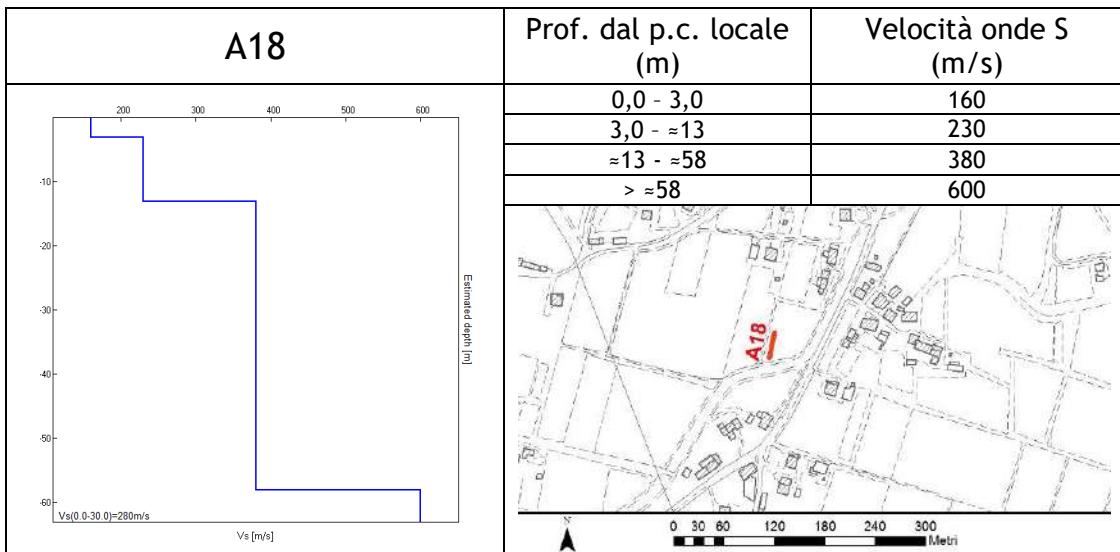 A18
Prof. dal p.c. locale (m)
Velocità onde S (m/s)
0,0 – 3,0 160
3,0 – ≈13 230
≈13 - ≈58 380
> ≈58 600
200 300 400 500 600
-10
-20
-30
-40
-50
-60
Estimated depth [m]
Vs(0.0-30.0)=280m/s
Vs [m/s]
A18
N
0 30 60 120 180 240 300
Metri